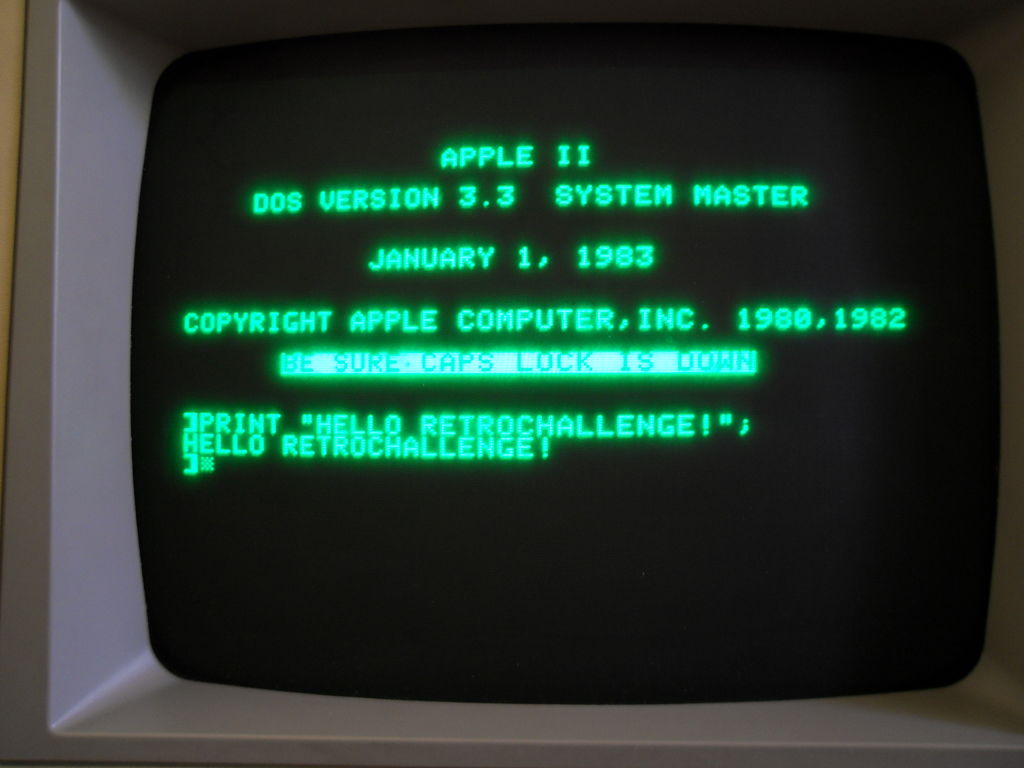 APPLE II
DOS VERSION 3.3 SYSTEM MASTER
JANUARY 1, 1983
COPYRIGHT APPLE COMPUTER,INC. 1980,1982
BE SURE CAPS LOCK IS DOWN
]PRINT "HELLO RETROCHALLENGE!";
HELLO RETROCHALLENGE!
]